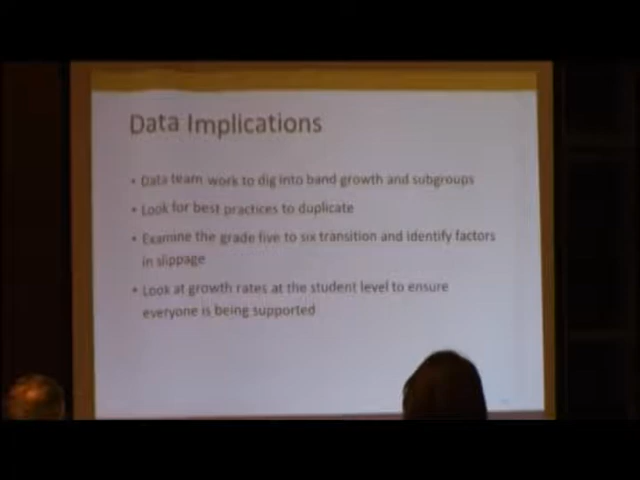 Data Implications
• Data team work to dig into band growth and subgroups
• Look for best practices to duplicate
• Examine the grade five to six transition and identify factors
in slippage
• Look at growth rates at the student level to ensure
everyone is being supported